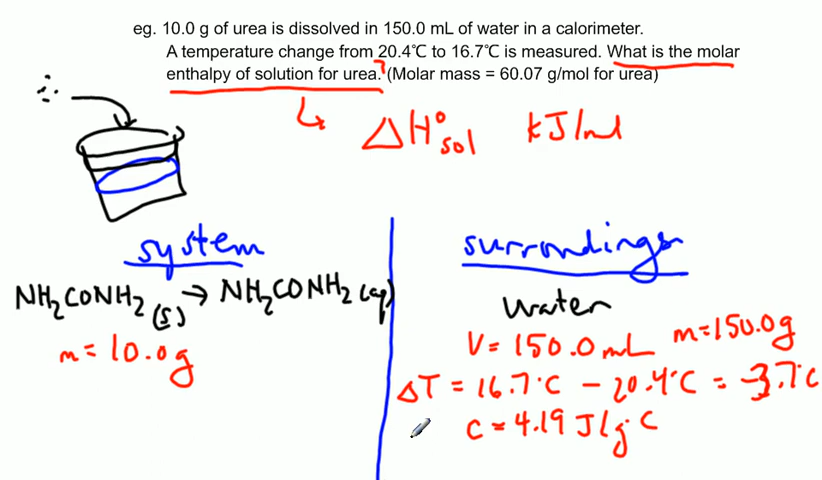 eg. 10.0 g of urea is dissolved in 150.0 mL of water in a calorimeter.
A temperature change from 20.4°C to 16.7°C is measured. What is the molar
enthalpy of solution for urea.? (Molar mass = 60.07 g/mol for urea)
ΔH°sol kJ/mol
system
surrondings
NH₂CONH₂ (s) → NH₂CONH₂ (aq)
water
m = 10.0g
V = 150.0 mL m=150.0g
ΔT = 16.7°C - 20.4°C = -3.7°C
c = 4.19 J/g°C